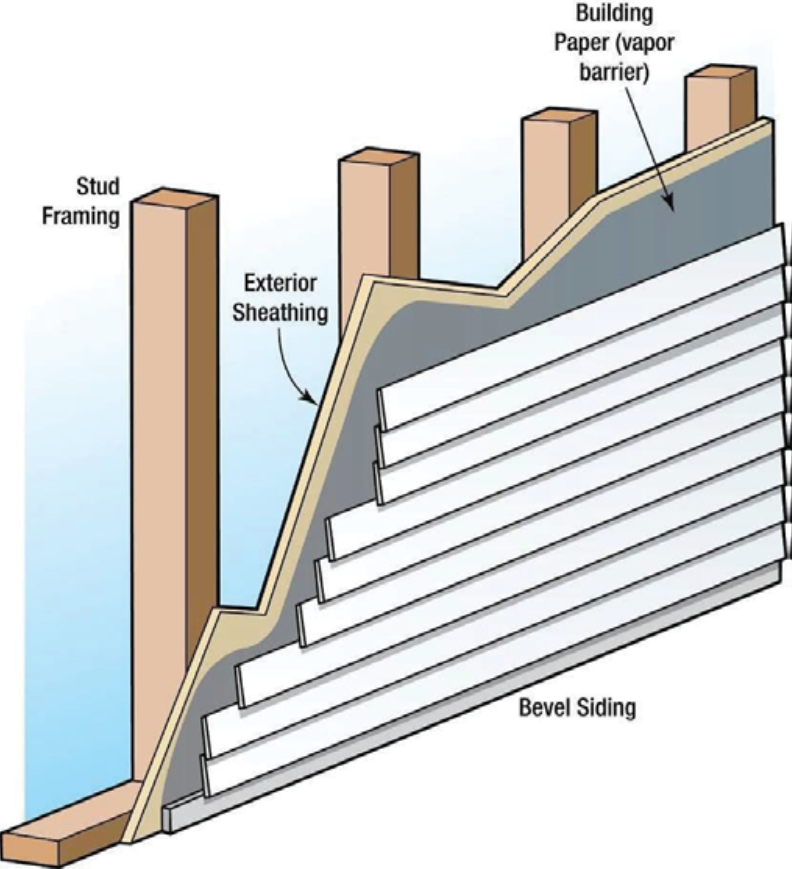 Building
Paper (vapor
barrier)
Stud
Framing
Exterior
Sheathing
Bevel Siding